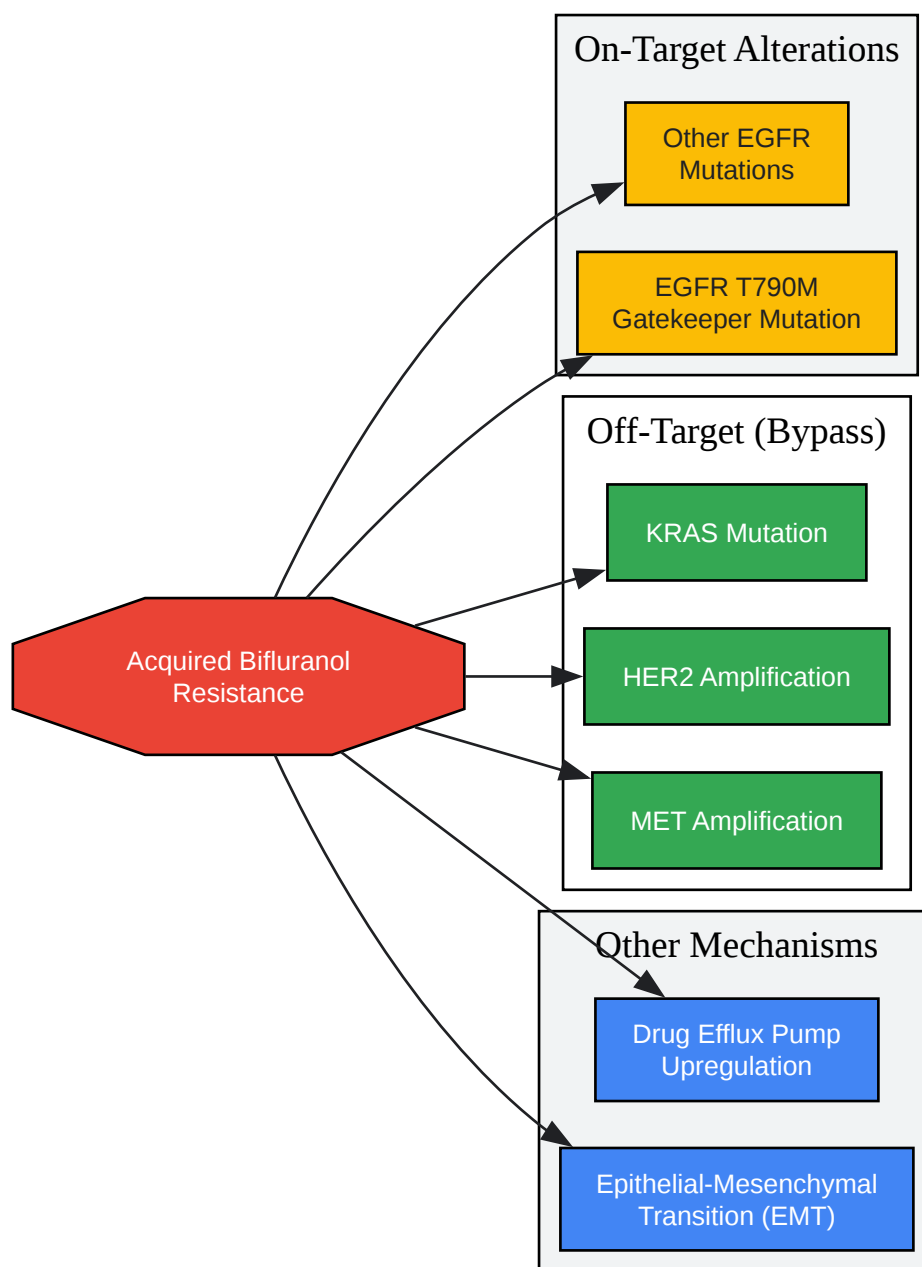 On-Target Alterations
Other EGFR
Mutations
EGFR T790M
Gatekeeper Mutation
Off-Target (Bypass)
KRAS Mutation
Acquired Bifluranol
Resistance
HER2 Amplification
MET Amplification
Other Mechanisms
Drug Efflux Pump
Upregulation
Epithelial-Mesenchymal
Transition (EMT)